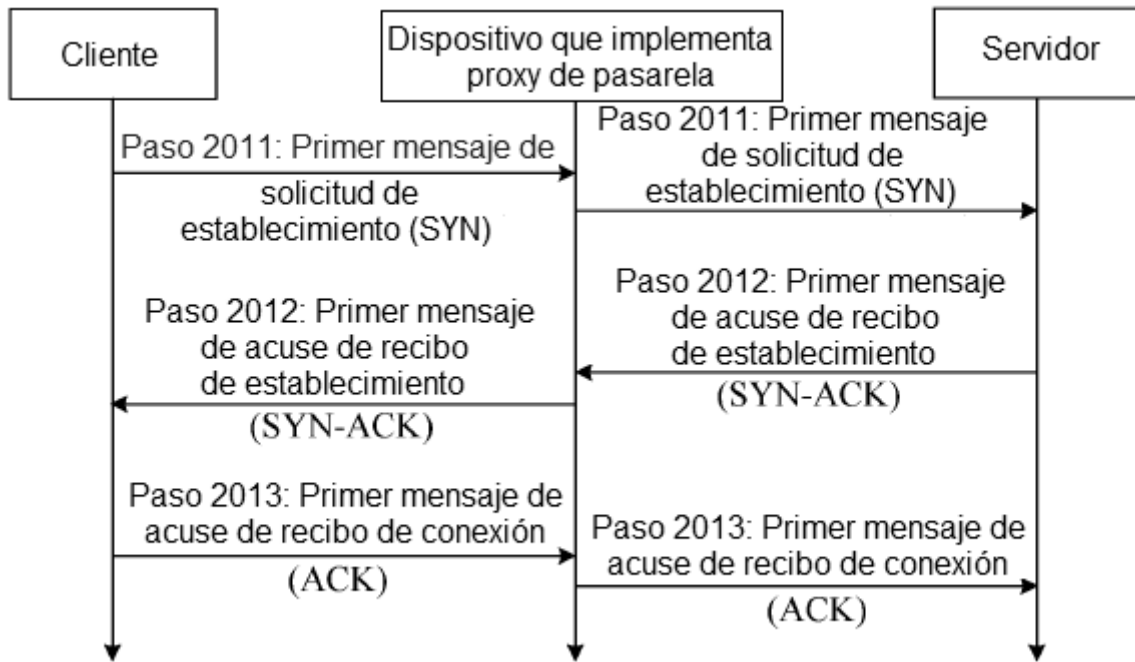 Cliente
Dispositivo que implementa
proxy de pasarela
Servidor
Paso 2011: Primer mensaje de
solicitud de
establecimiento (SYN)
Paso 2011: Primer mensaje
de solicitud de
establecimiento (SYN)
Paso 2012: Primer mensaje
de acuse de recibo
de establecimiento
(SYN-ACK)
Paso 2012: Primer mensaje
de acuse de recibo
de establecimiento
(SYN-ACK)
Paso 2013: Primer mensaje de
acuse de recibo de conexión
(ACK)
Paso 2013: Primer mensaje de
acuse de recibo de conexión
(ACK)